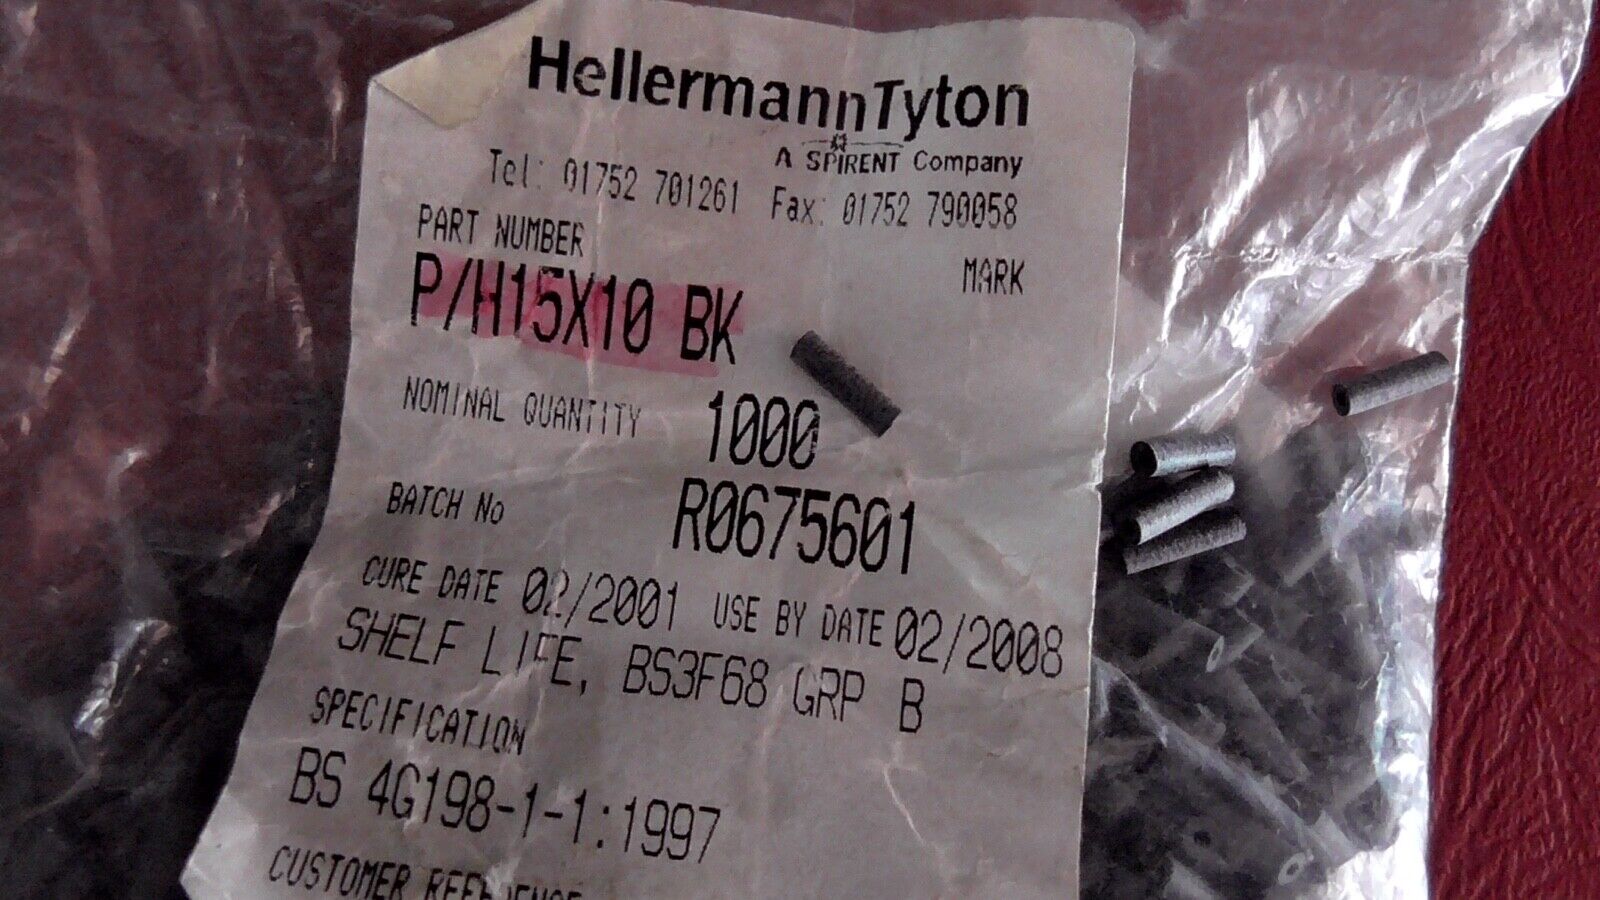 HellermannTyton
A SPIRENT Company
Tel: 01752 701261 Fax: 01752 790058
PART NUMBER
MARK
P/H15X10 BK
NOMINAL QUANTITY 1000
BATCH No R0675601
CURE DATE 02/2001 USE BY DATE 02/2008
SHELF LIFE, BS3F68 GRP B
SPECIFICATION
BS 4G198-1-1:1997
CUSTOMER REFERENCE